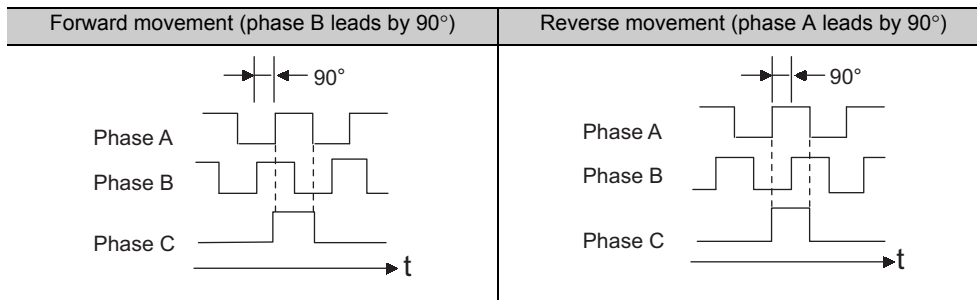 Forward movement (phase B leads by 90°)
Reverse movement (phase A leads by 90°)
90°
Phase A
Phase B
Phase C
t
90°
Phase A
Phase B
Phase C
t